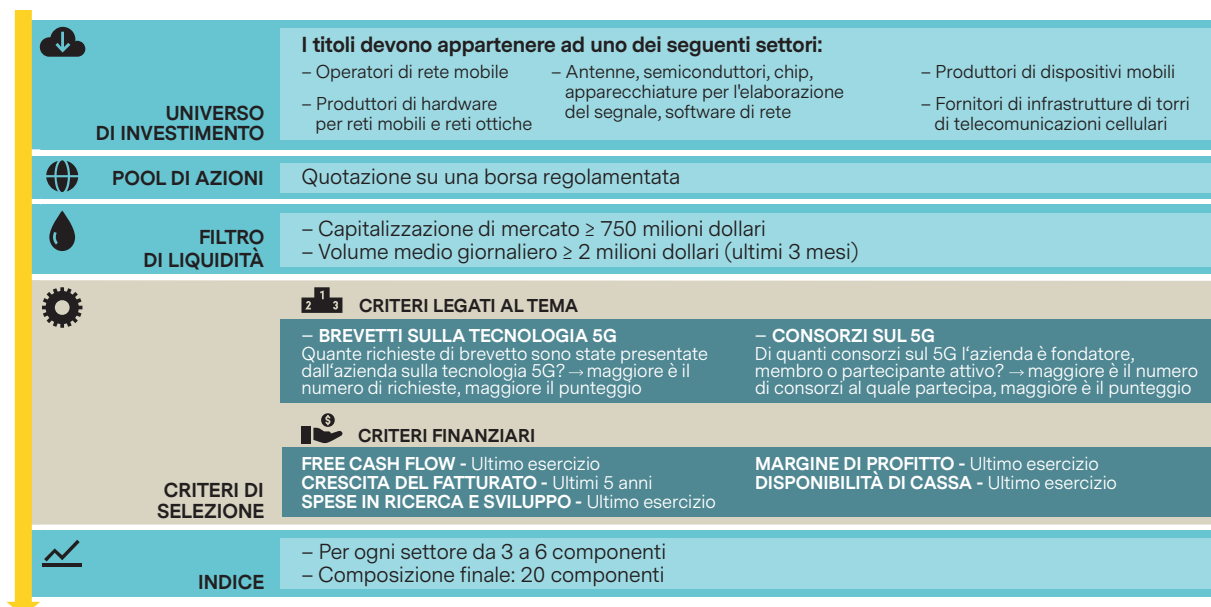 UNIVERSO
DI INVESTIMENTO
I titoli devono appartenere ad uno dei seguenti settori:
– Operatori di rete mobile
– Produttori di hardware
per reti mobili e reti ottiche
– Antenne, semiconduttori, chip,
apparecchiature per l'elaborazione
del segnale, software di rete
– Produttori di dispositivi mobili
– Fornitori di infrastrutture di torri
di telecomunicazioni cellulari
POOL DI AZIONI
Quotazione su una borsa regolamentata
FILTRO
DI LIQUIDITÀ
– Capitalizzazione di mercato ≥ 750 milioni dollari
– Volume medio giornaliero ≥ 2 milioni dollari (ultimi 3 mesi)
CRITERI DI
SELEZIONE
2 1 3
CRITERI LEGATI AL TEMA
– BREVETTI SULLA TECNOLOGIA 5G
Quante richieste di brevetto sono state presentate
dall'azienda sulla tecnologia 5G? → maggiore è il
numero di richieste, maggiore il punteggio
– CONSORZI SUL 5G
Di quanti consorzi sul 5G l'azienda è fondatore,
membro o partecipante attivo? → maggiore è il numero
di consorzi al quale partecipa, maggiore è il punteggio
$
CRITERI FINANZIARI
FREE CASH FLOW - Ultimo esercizio
CRESCITA DEL FATTURATO - Ultimi 5 anni
SPESE IN RICERCA E SVILUPPO - Ultimo esercizio
MARGINE DI PROFITTO - Ultimo esercizio
DISPONIBILITÀ DI CASSA - Ultimo esercizio
INDICE
– Per ogni settore da 3 a 6 componenti
– Composizione finale: 20 componenti